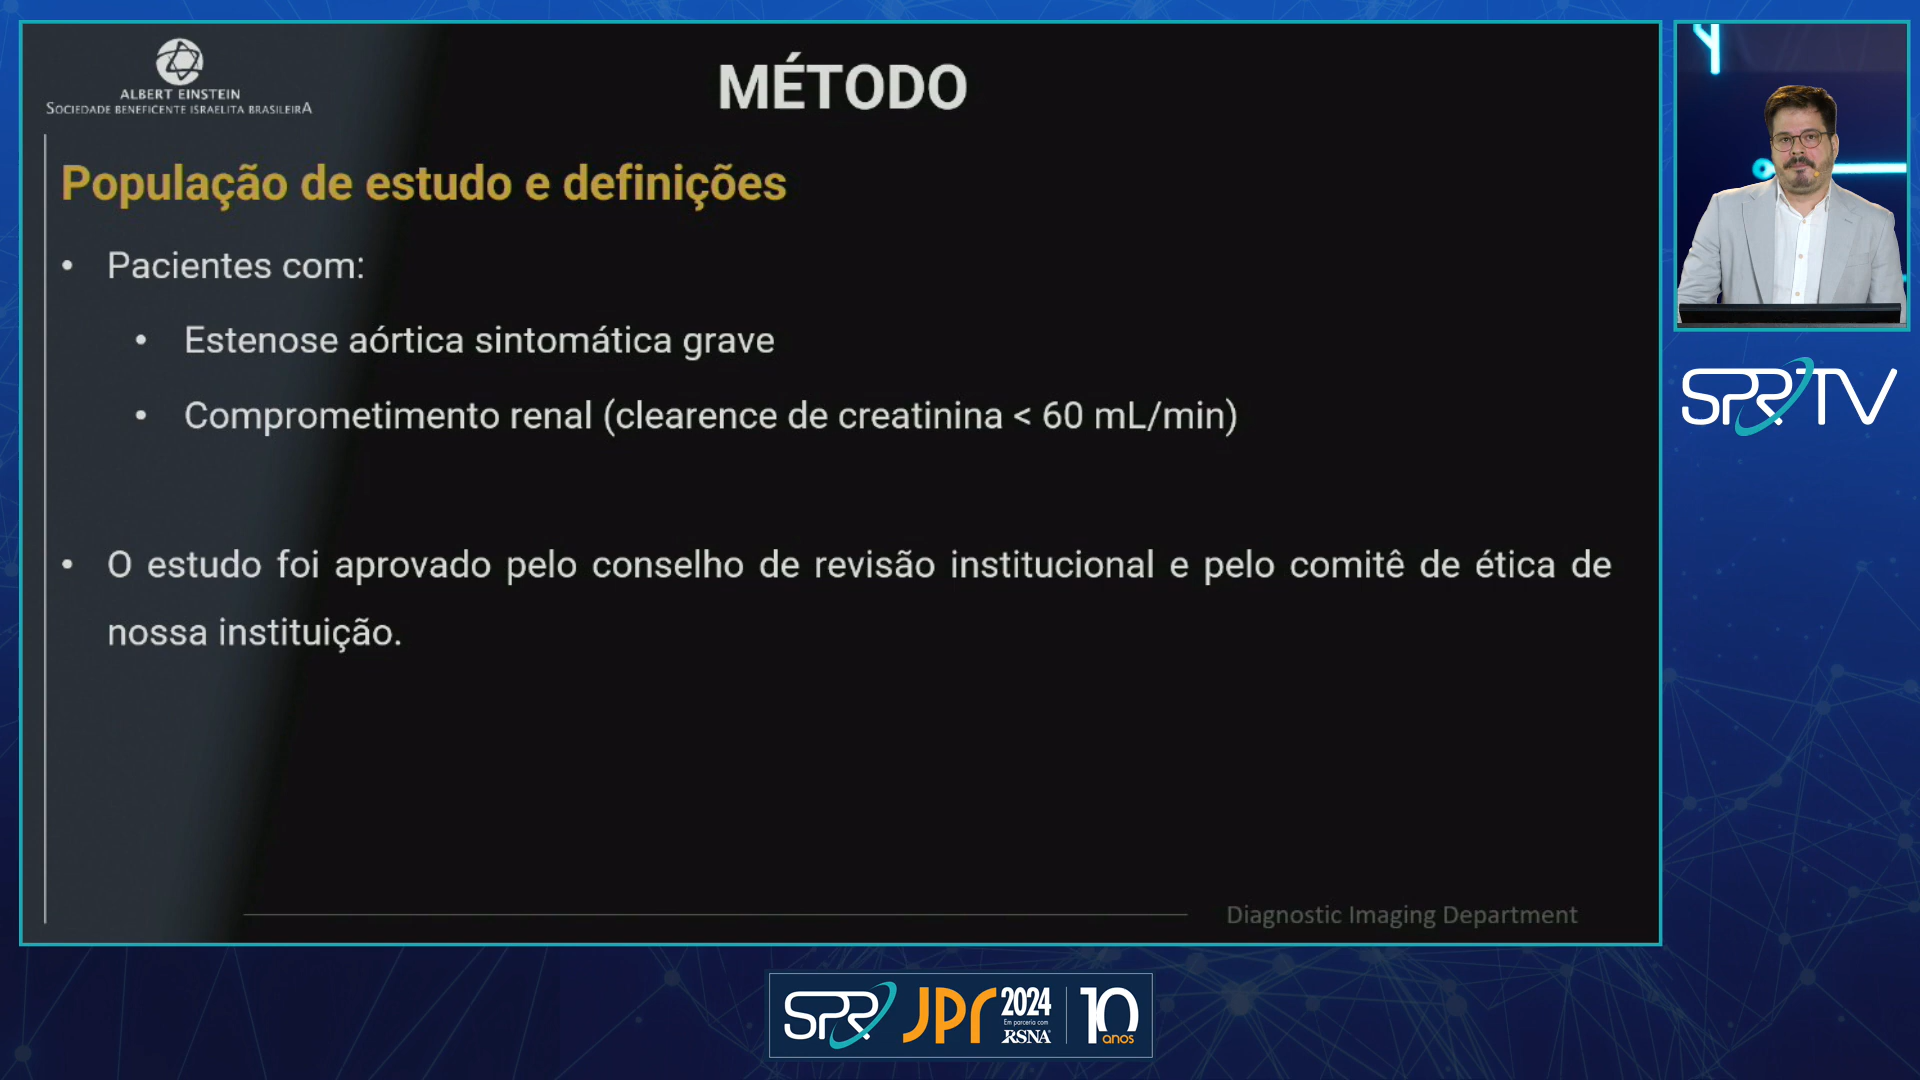 ALBERT EINSTEIN
SOCIEDADE BENEFICENTE ISRAELITA BRASILEIRA
MÉTODO
População de estudo e definições
• Pacientes com:
• Estenose aórtica sintomática grave
• Comprometimento renal (clearence de creatinina < 60 mL/min)
• O estudo foi aprovado pelo conselho de revisão institucional e pelo comitê de ética de
nossa instituição.
Diagnostic Imaging Department
SPR TV
SPR JPR 2024
Em parceria com
RSNA
10
anos